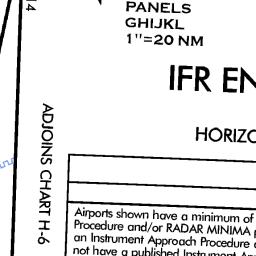 14
PANELS
GHIJKL
1"=20 NM
IFR
HORIZO
ADJOINS CHART H-6
Airports shown have a minimum of
Procedure and/or RADAR MINIMA
an Instrument Approach Procedure
not have a published Instrument